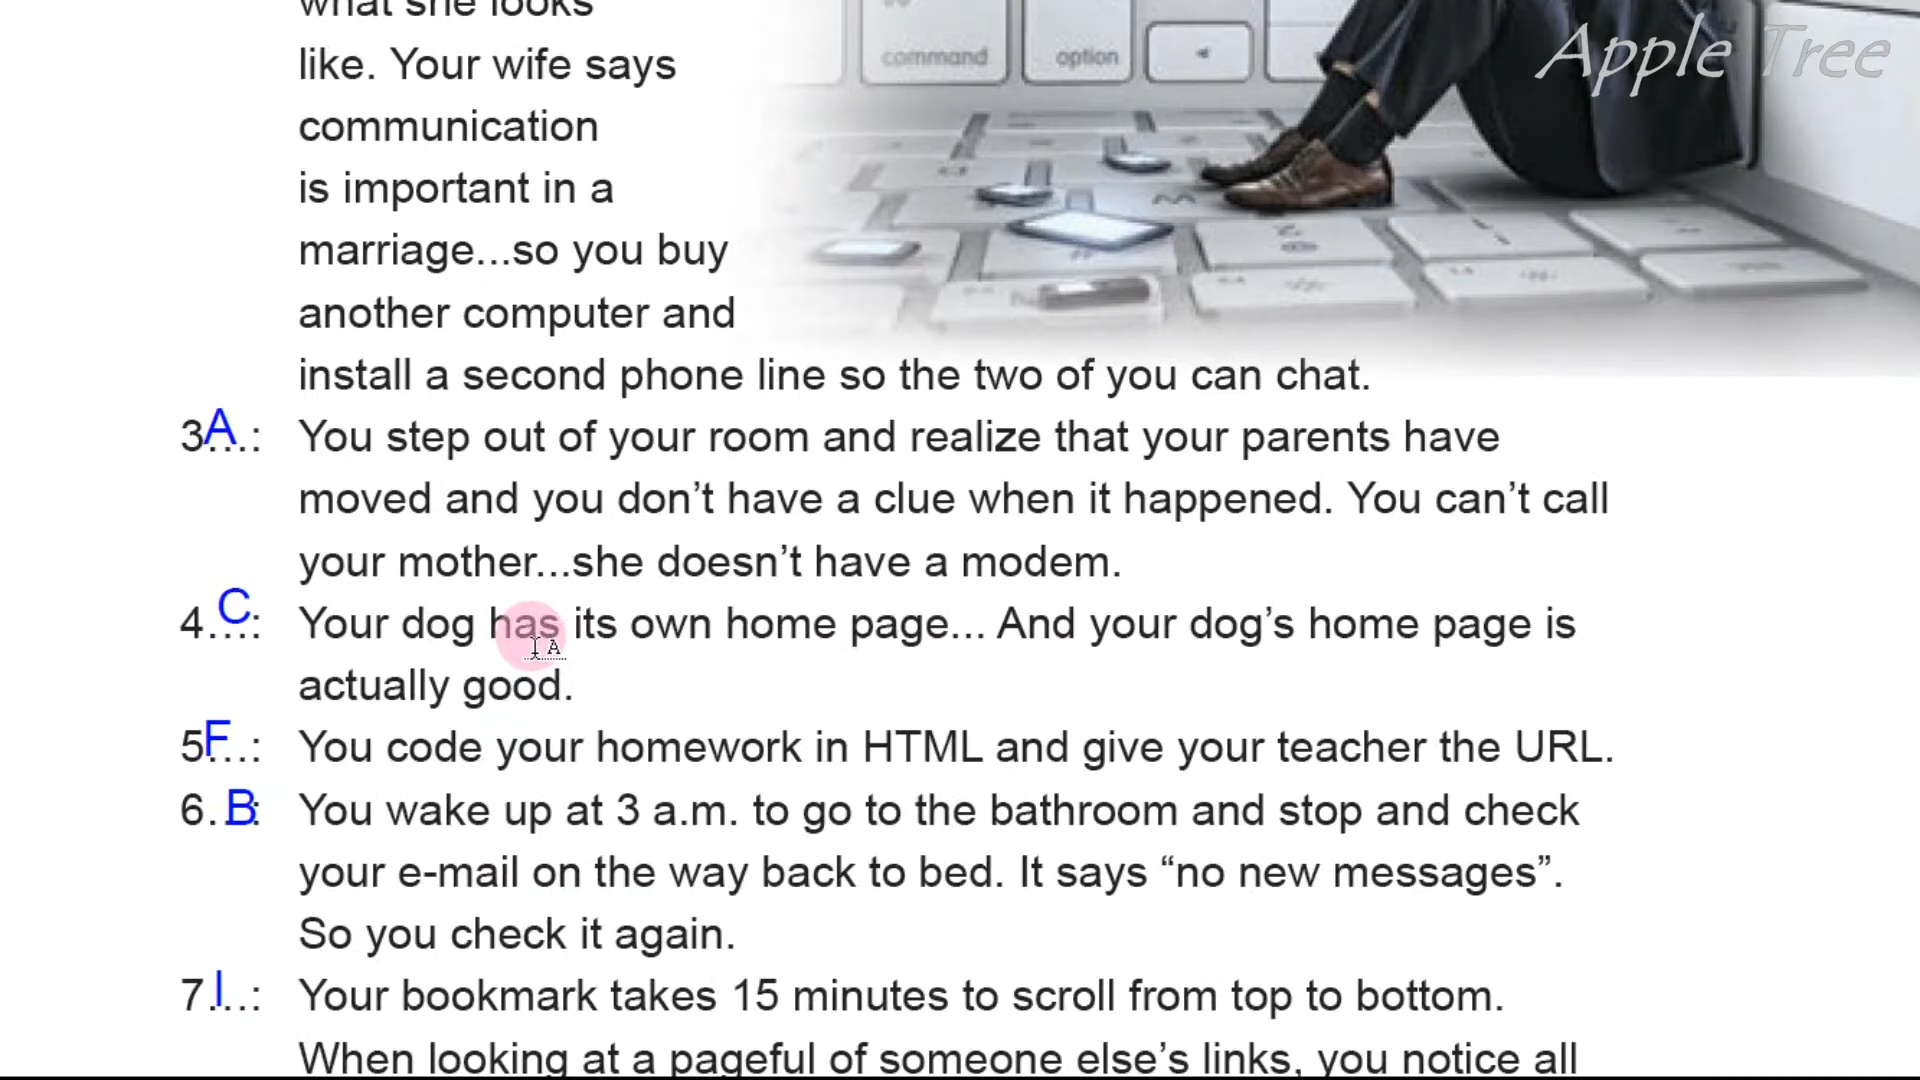 what she looks
like. Your wife says
communication
is important in a
marriage...so you buy
another computer and
install a second phone line so the two of you can chat.
command
option
Apple Tree
3 A ...: You step out of your room and realize that your parents have
moved and you don’t have a clue when it happened. You can’t call
your mother...she doesn’t have a modem.
4 C ...: Your dog has its own home page... And your dog’s home page is
actually good.
5 F ...: You code your homework in HTML and give your teacher the URL.
6. B : You wake up at 3 a.m. to go to the bathroom and stop and check
your e-mail on the way back to bed. It says “no new messages”.
So you check it again.
7 I ...: Your bookmark takes 15 minutes to scroll from top to bottom.
When looking at a pageful of someone else’s links, you notice all